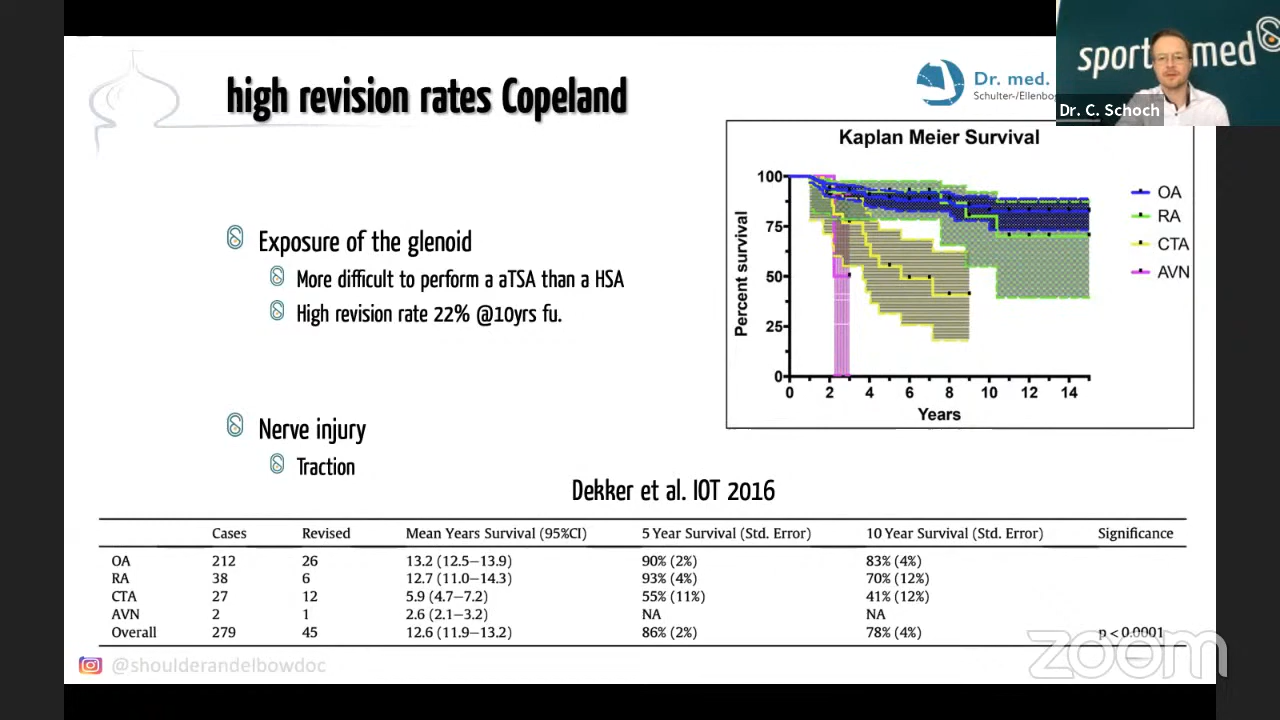 high revision rates Copeland
Dr. med.
Schulter-/Ellenbo
sport med
Dr. C. Schoch
Exposure of the glenoid
More difficult to perform a aTSA than a HSA
High revision rate 22% @10yrs fu.
Nerve injury
Traction
Kaplan Meier Survival
Percent survival
100
75
50
25
0
0 2 4 6 8 10 12 14
Years
OA
RA
CTA
AVN
Dekker et al. IOT 2016
Cases Revised Mean Years Survival (95%CI) 5 Year Survival (Std. Error) 10 Year Survival (Std. Error) Significance
OA 212 26 13.2 (12.5–13.9) 90% (2%) 83% (4%)
RA 38 6 12.7 (11.0–14.3) 93% (4%) 70% (12%)
CTA 27 12 5.9 (4.7–7.2) 55% (11%) 41% (12%)
AVN 2 1 2.6 (2.1–3.2) NA NA
Overall 279 45 12.6 (11.9–13.2) 86% (2%) 78% (4%) p < 0.0001
@shoulderandelbowdoc
zoom